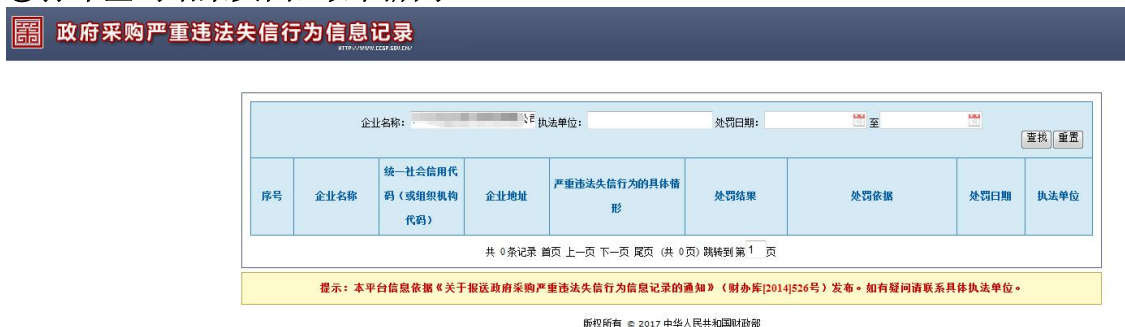 政府采购严重违法失信行为信息记录
HTTP://WWW.CCGP.GOV.CN/
企业名称: 公司 执法单位: 处罚日期: 至
查找 重置
序号 企业名称 统一社会信用代码（或组织机构代码） 企业地址 严重违法失信行为的具体情形 处罚结果 处罚依据 处罚日期 执法单位
共 0条记录 首页 上一页 下一页 尾页 (共 0页) 跳转到第1 页
提示：本平台信息依据《关于报送政府采购严重违法失信行为信息记录的通知》（财办库[2014]526号）发布。如有疑问请联系具体执法单位。
版权所有 © 2017 中华人民共和国财政部